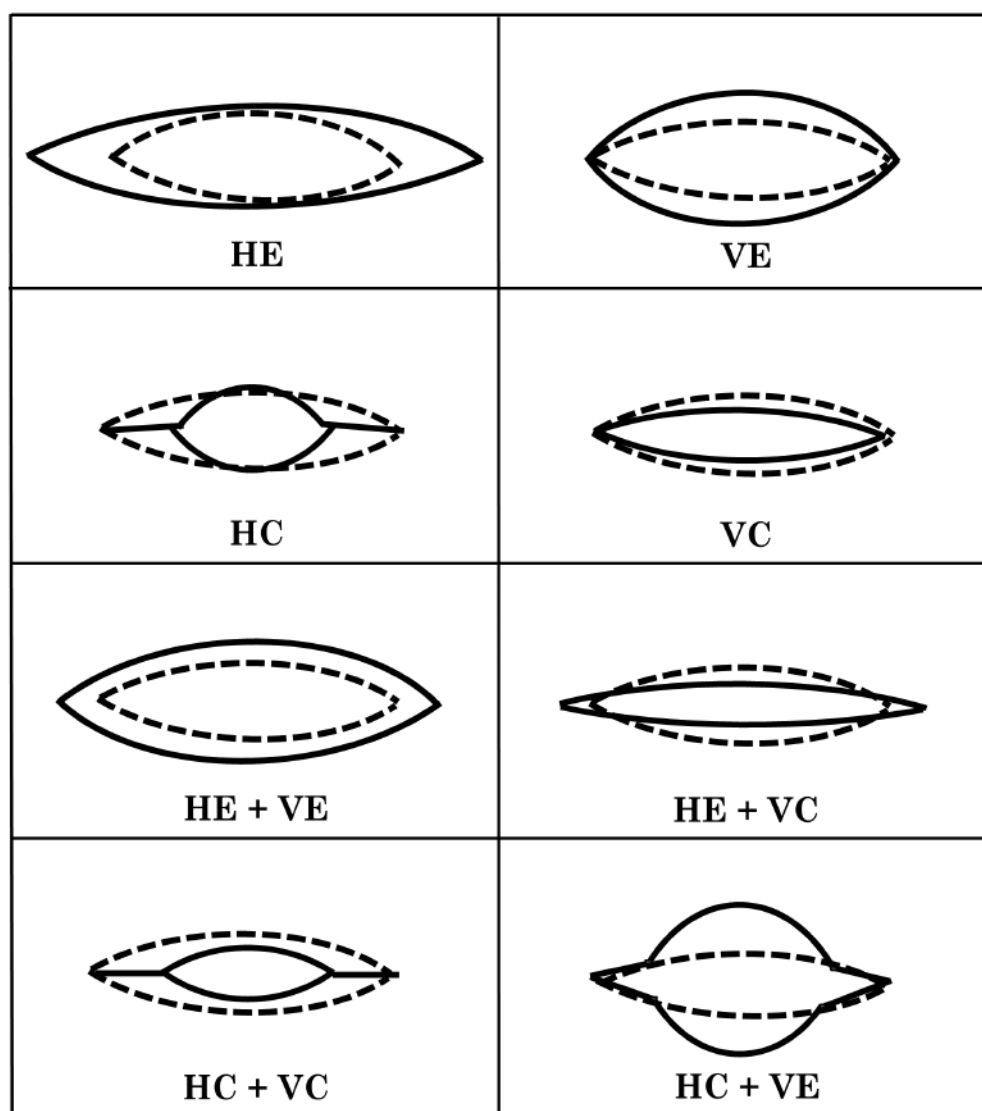 HE
VE
HC
VC
HE + VE
HE + VC
HC + VC
HC + VE